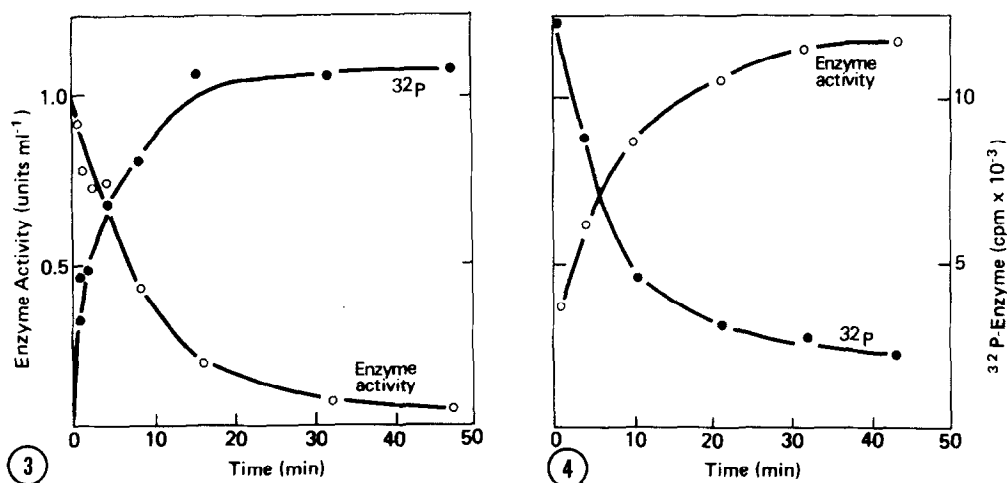 Enzyme Activity (units ml⁻¹)
1.0
0.5
³²P
Enzyme
activity
0
10
20
30
40
50
Time (min)
3
Enzyme
activity
³²P
10
5
³²P-Enzyme (cpm × 10⁻³)
0
10
20
30
40
50
Time (min)
4